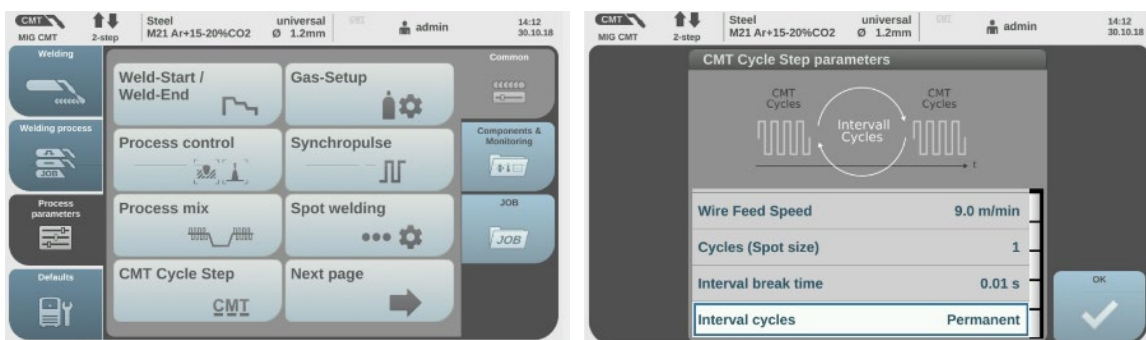 CMT
MIG CMT
2-step
Steel universal
M21 Ar+15-20%CO2 Ø 1.2mm
admin
14:12
30.10.18
Welding
Welding process
JOB
Process
parameters
Defaults
Weld-Start /
Weld-End
Gas-Setup
Process control
Synchropulse
Process mix
Spot welding
CMT Cycle Step
CMT
Next page
Common
Components &
Monitoring
JOB
JOB
CMT
MIG CMT
2-step
Steel universal
M21 Ar+15-20%CO2 Ø 1.2mm
admin
14:12
30.10.18
CMT Cycle Step parameters
CMT
Cycles
Intervall
Cycles
CMT
Cycles
t
Wire Feed Speed 9.0 m/min
Cycles (Spot size) 1
Interval break time 0.01 s
Interval cycles Permanent
OK